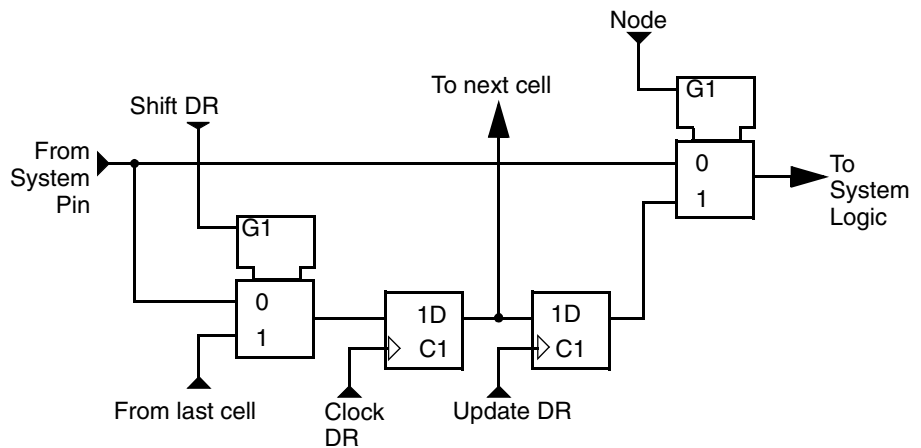 Node
To next cell
G1
Shift DR
From
System
Pin
0
1
To
System
Logic
G1
0
1
1D
C1
1D
C1
From last cell
Clock
DR
Update DR